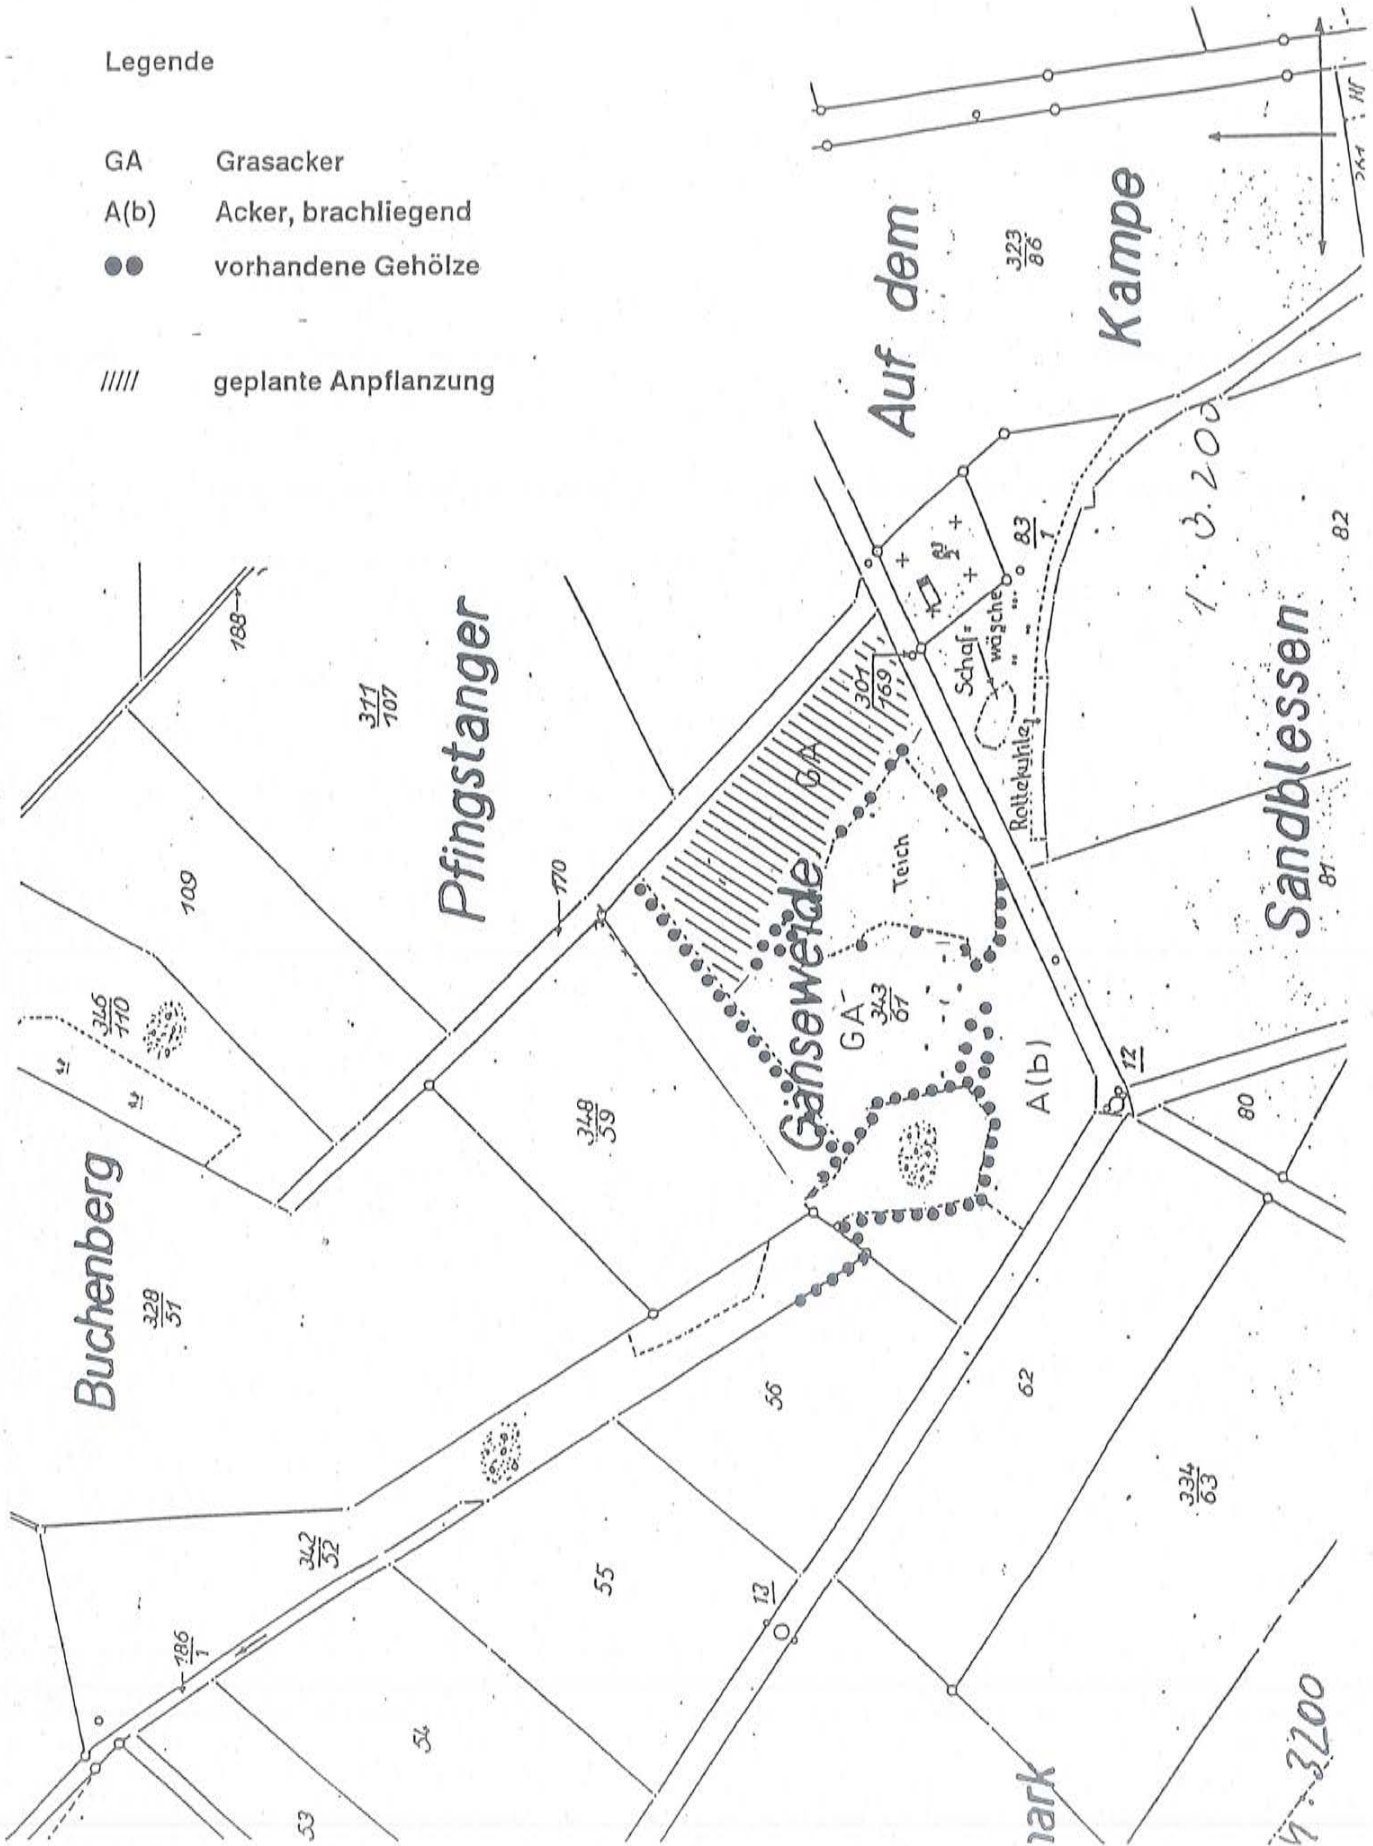 Legende
GA Grasacker
A(b) Acker, brachliegend
●● vorhandene Gehölze
///// geplante Anpflanzung
Auf dem
Kampe
323
86
261
188
311
107
Pfingstanger
109
170
346
110
Buchenberg
328
51
348
59
Gänseweide
GA
301
169
GA
343
61
Teich
A(b)
Schaf=
wäsche
Rottekuhle
83
1
83
2
1:3200
82
Sandblessen
81
12
80
62
334
63
56
55
13
342
52
186
1
54
53
3200